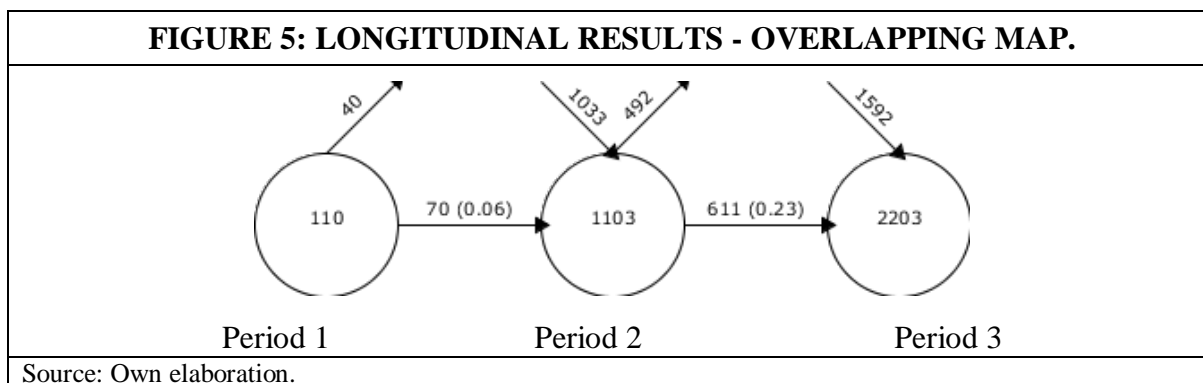 FIGURE 5: LONGITUDINAL RESULTS - OVERLAPPING MAP.
40
1033
492
1592
110
70 (0.06)
1103
611 (0.23)
2203
Period 1
Period 2
Period 3
Source: Own elaboration.